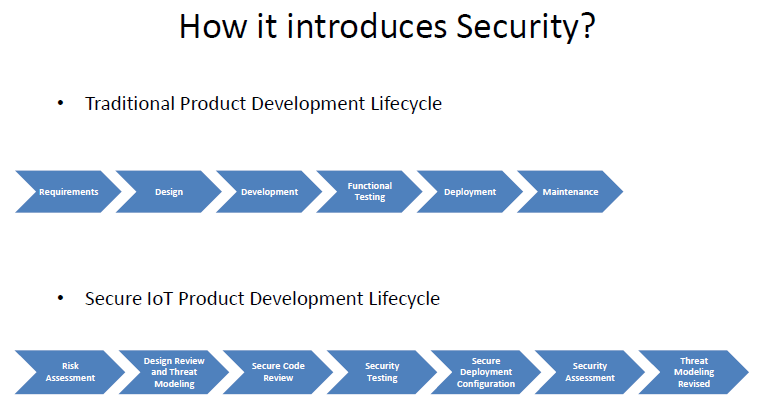 How it introduces Security?
• Traditional Product Development Lifecycle
Requirements
Design
Development
Functional
Testing
Deployment
Maintenance
• Secure IoT Product Development Lifecycle
Risk
Assessment
Design Review
and Threat
Modeling
Secure Code
Review
Security
Testing
Secure
Deployment
Configuration
Security
Assessment
Threat
Modeling
Revised